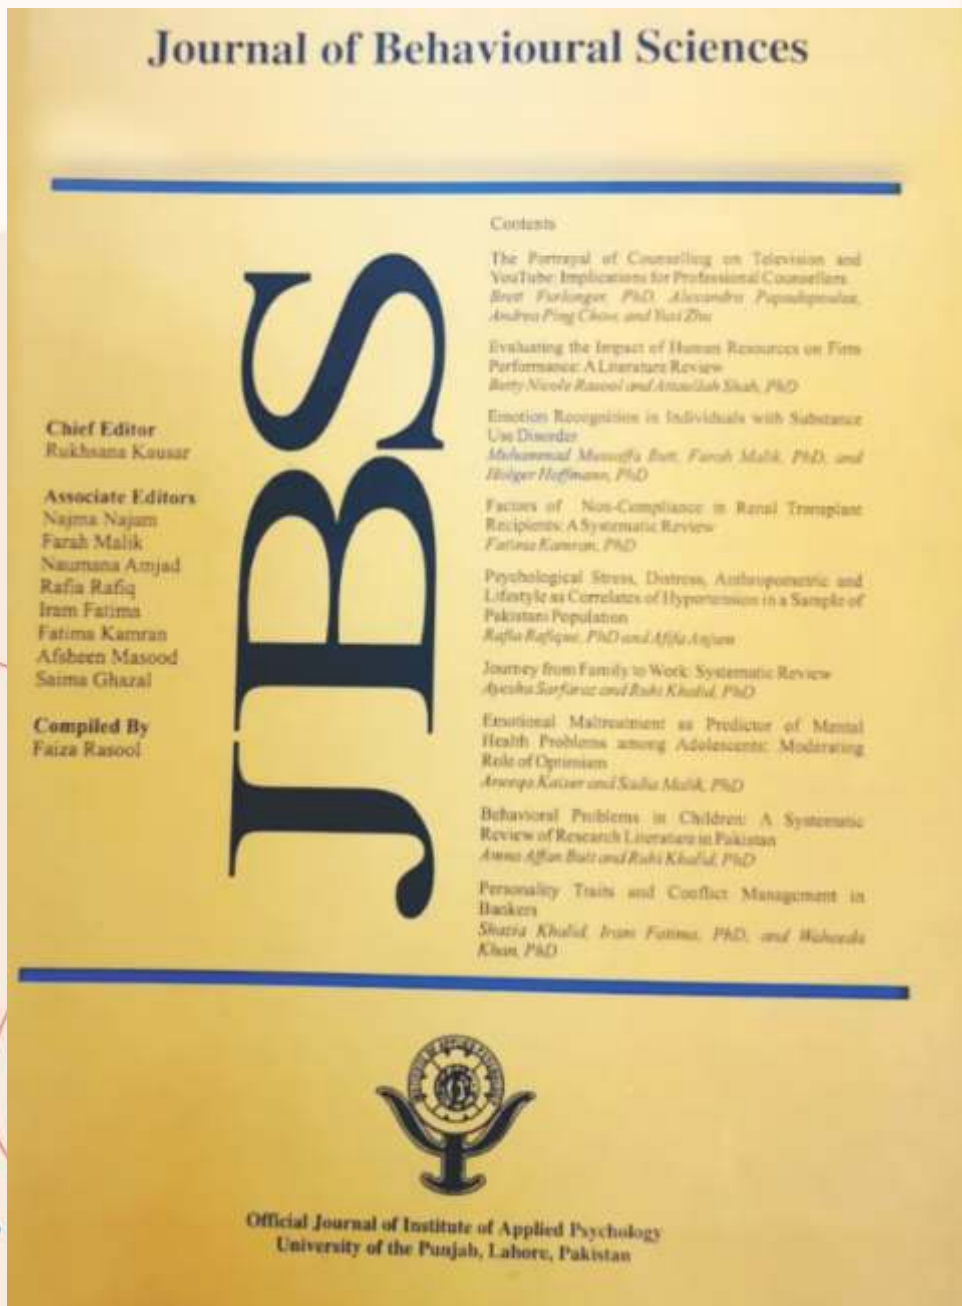 Journal of Behavioural Sciences
Chief Editor
Rukhsana Kausar
Associate Editors
Najma Najam
Farah Malik
Naumana Amjad
Rafia Rafiq
Iram Fatima
Fatima Kamran
Afsheen Masood
Saima Ghazal
Compiled By
Faiza Rasool
JBS
Contents
The Portrayal of Counselling on Television and
YouTube: Implications for Professional Counsellors
Brett Furlonger, PhD, Alexandra Papadopoulos,
Andrea Ping Chow, and Yuxi Zhu
Evaluating the Impact of Human Resources on Firm
Performance: A Literature Review
Betty Nicole Rasool and Attaullah Shah, PhD
Emotion Recognition in Individuals with Substance
Use Disorder
Muhammad Butt, Farah Malik, PhD, and
Holger Hoffmann, PhD
Factors of Non-Compliance in Renal Transplant
Recipients: A Systematic Review
Fatima Kamran, PhD
Psychological Stress, Distress, Anthropometric and
Lifestyle as Correlates of Hypertension in a Sample of
Pakistani Population
Rafia Rafique, PhD and Afifa Anjum
Journey from Family to Work: Systematic Review
Ayesha Sarfaraz and Ruhi Khalid, PhD
Emotional Maltreatment as Predictor of Mental
Health Problems among Adolescents: Moderating
Role of Optimism
Areeqa Kaiser and Sadia Malik, PhD
Behavioral Problems in Children: A Systematic
Review of Research Literature in Pakistan
Amna Affan Butt and Ruhi Khalid, PhD
Personality Traits and Conflict Management in
Bankers
Khalid, Iram Fatima, PhD, and Waheeda
Khan, PhD
INSTITUTE OF APPLIED PSYCHOLOGY
Official Journal of Institute of Applied Psychology
University of the Punjab, Lahore, Pakistan